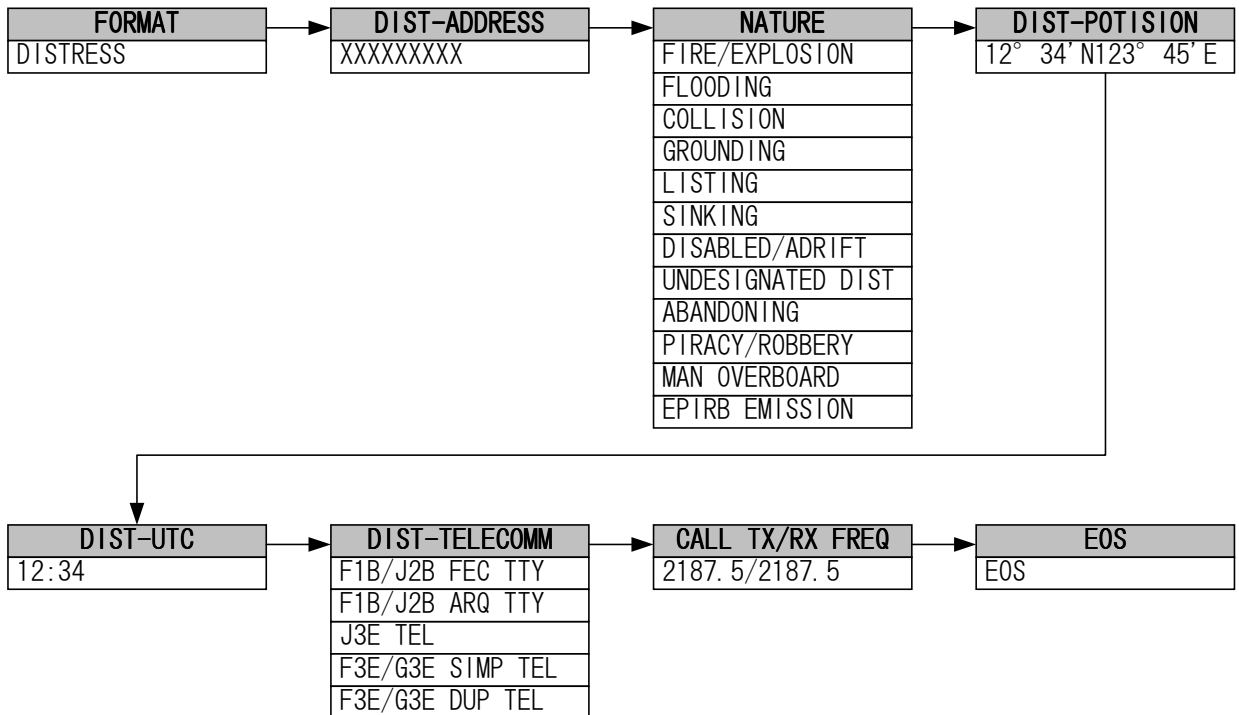 FORMAT
DISTRESS
DIST-ADDRESS
XXXXXXXXX
NATURE
FIRE/EXPLOSION
FLOODING
COLLISION
GROUNDING
LISTING
SINKING
DISABLED/ADRIFT
UNDESIGNATED DIST
ABANDONING
PIRACY/ROBBERY
MAN OVERBOARD
EPIRB EMISSION
DIST-POTISION
12° 34'N123° 45'E
DIST-UTC
12:34
DIST-TELECOMM
F1B/J2B FEC TTY
F1B/J2B ARQ TTY
J3E TEL
F3E/G3E SIMP TEL
F3E/G3E DUP TEL
CALL TX/RX FREQ
2187.5/2187.5
EOS
EOS